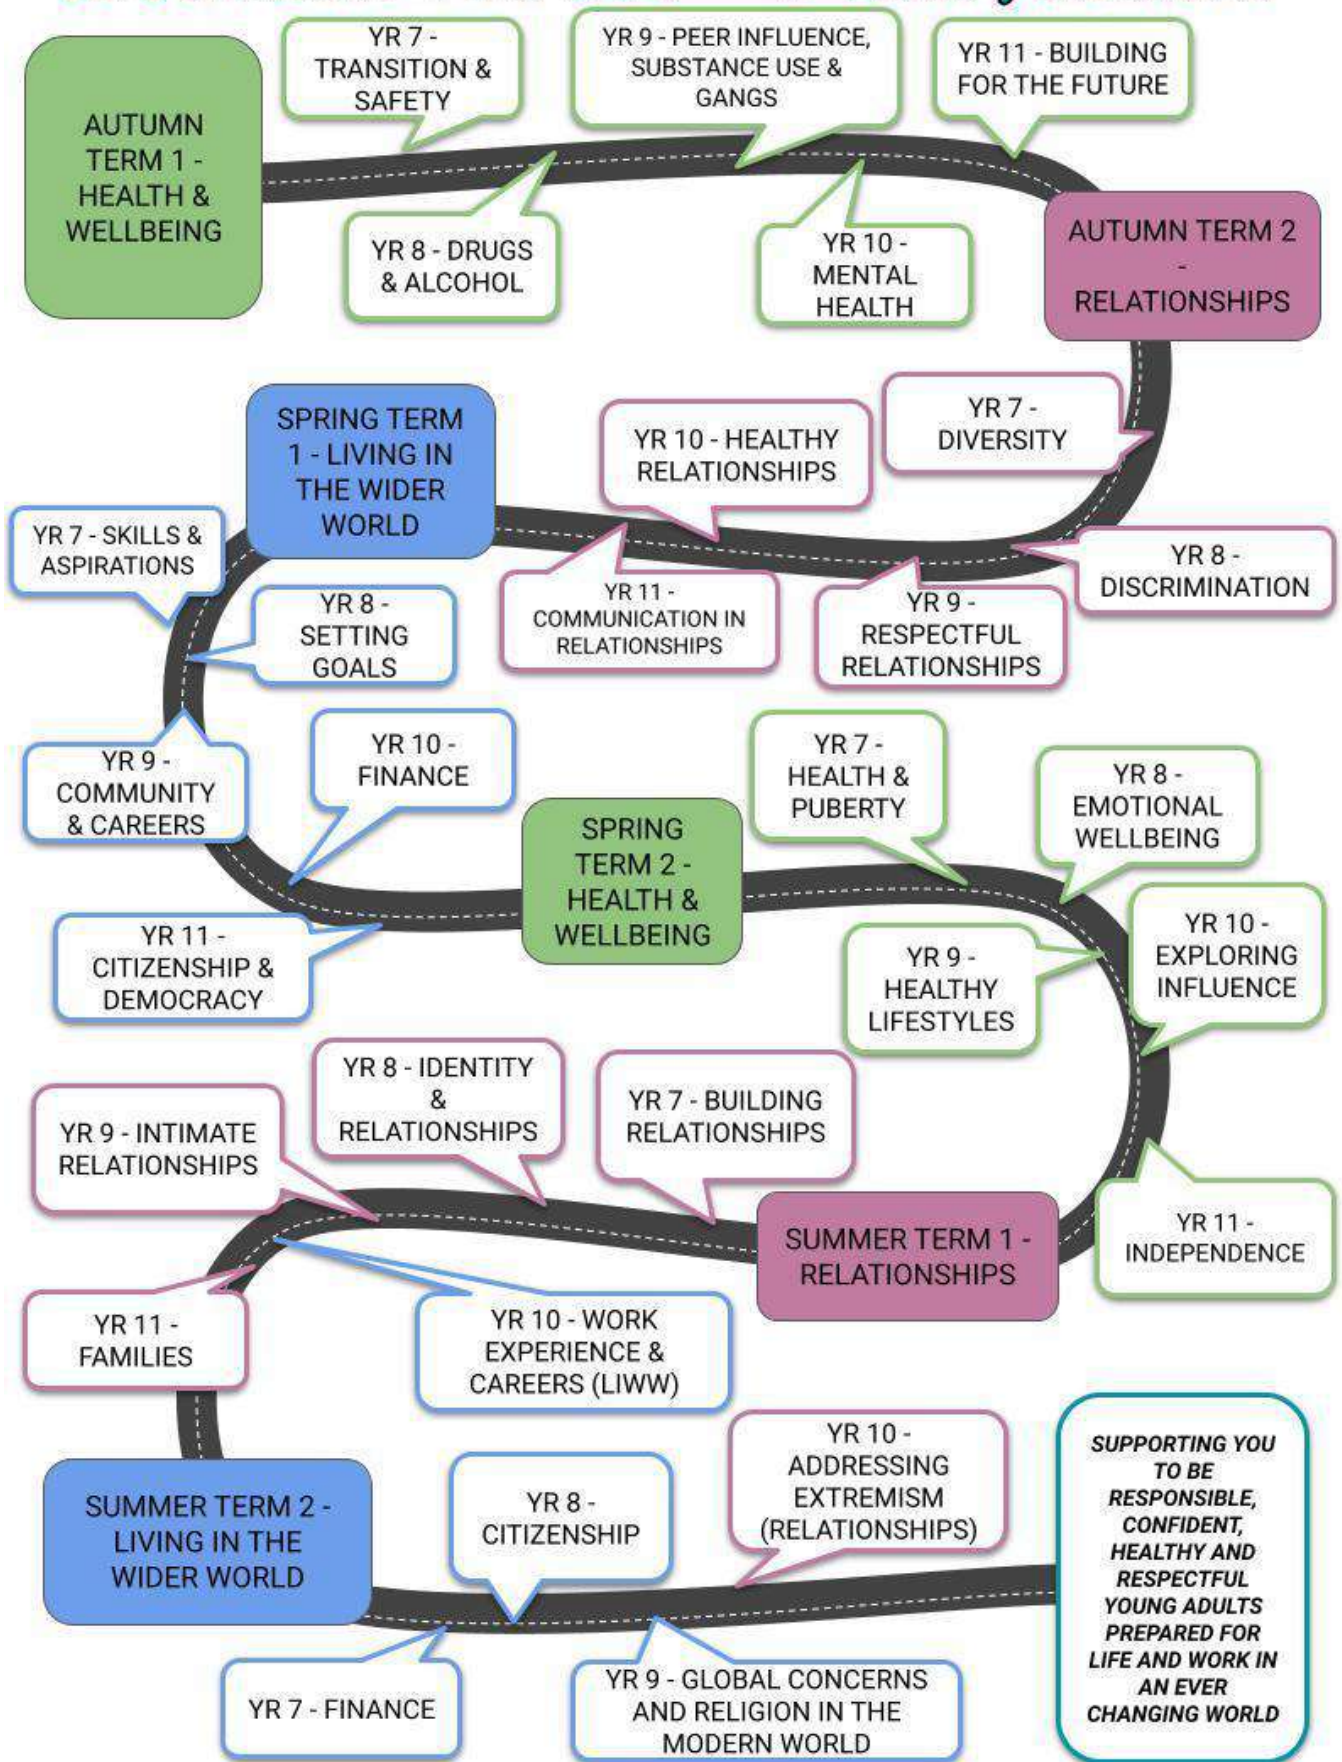 AUTUMN
TERM 1 -
HEALTH &
WELLBEING
YR 7 -
TRANSITION &
SAFETY
YR 8 - DRUGS
& ALCOHOL
YR 9 - PEER INFLUENCE,
SUBSTANCE USE &
GANGS
YR 10 -
MENTAL
HEALTH
YR 11 - BUILDING
FOR THE FUTURE
AUTUMN TERM 2
-
RELATIONSHIPS
YR 7 -
DIVERSITY
YR 8 -
DISCRIMINATION
YR 9 -
RESPECTFUL
RELATIONSHIPS
YR 10 - HEALTHY
RELATIONSHIPS
YR 11 -
COMMUNICATION IN
RELATIONSHIPS
SPRING TERM
1 - LIVING IN
THE WIDER
WORLD
YR 7 - SKILLS &
ASPIRATIONS
YR 8 -
SETTING
GOALS
YR 9 -
COMMUNITY
& CAREERS
YR 10 -
FINANCE
YR 11 -
CITIZENSHIP &
DEMOCRACY
SPRING
TERM 2 -
HEALTH &
WELLBEING
YR 7 -
HEALTH &
PUBERTY
YR 8 -
EMOTIONAL
WELLBEING
YR 9 -
HEALTHY
LIFESTYLES
YR 10 -
EXPLORING
INFLUENCE
YR 11 -
INDEPENDENCE
SUMMER TERM 1 -
RELATIONSHIPS
YR 7 - BUILDING
RELATIONSHIPS
YR 8 - IDENTITY
&
RELATIONSHIPS
YR 9 - INTIMATE
RELATIONSHIPS
YR 10 - WORK
EXPERIENCE &
CAREERS (LIWW)
YR 11 -
FAMILIES
SUMMER TERM 2 -
LIVING IN THE
WIDER WORLD
YR 7 - FINANCE
YR 8 -
CITIZENSHIP
YR 9 - GLOBAL CONCERNS
AND RELIGION IN THE
MODERN WORLD
YR 10 -
ADDRESSING
EXTREMISM
(RELATIONSHIPS)
SUPPORTING YOU
TO BE
RESPONSIBLE,
CONFIDENT,
HEALTHY AND
RESPECTFUL
YOUNG ADULTS
PREPARED FOR
LIFE AND WORK IN
AN EVER
CHANGING WORLD